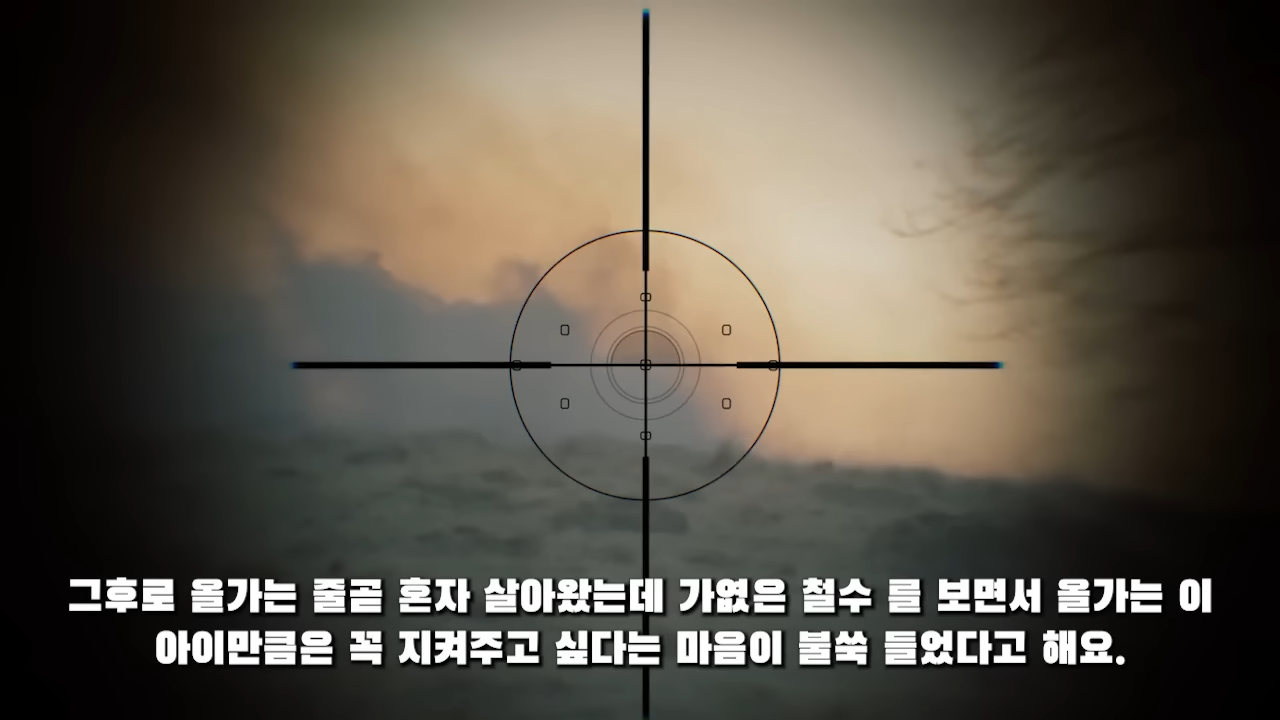 그후로 올가는 줄곧 혼자 살아왔는데 가엾은 철수 를 보면서 올가는 이
아이만큼은 꼭 지켜주고 싶다는 마음이 불쑥 들었다고 해요.